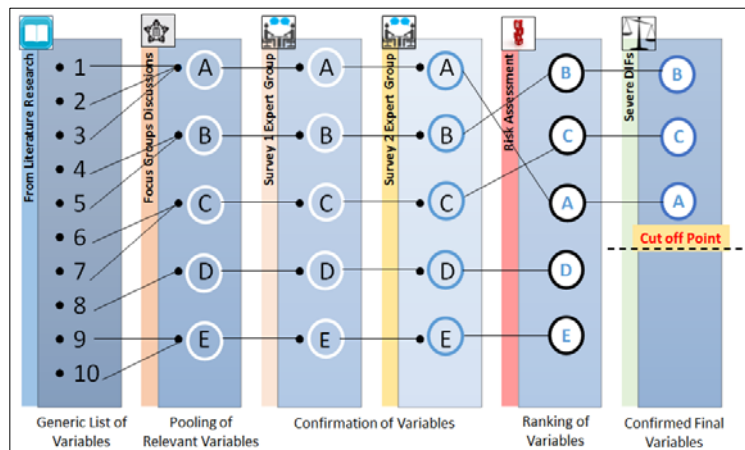 From Literature Research
1
2
3
4
5
6
7
8
9
10
Generic List of
Variables
Focus Groups Discussions
A
B
C
D
E
Pooling of
Relevant Variables
Survey 1 Expert Group
A
B
C
D
E
Survey 2 Expert Group
A
B
C
D
E
Confirmation of Variables
Risk Assessment
B
C
A
D
E
Ranking of
Variables
Severe DIFs
B
C
A
Cut off Point
Confirmed Final
Variables